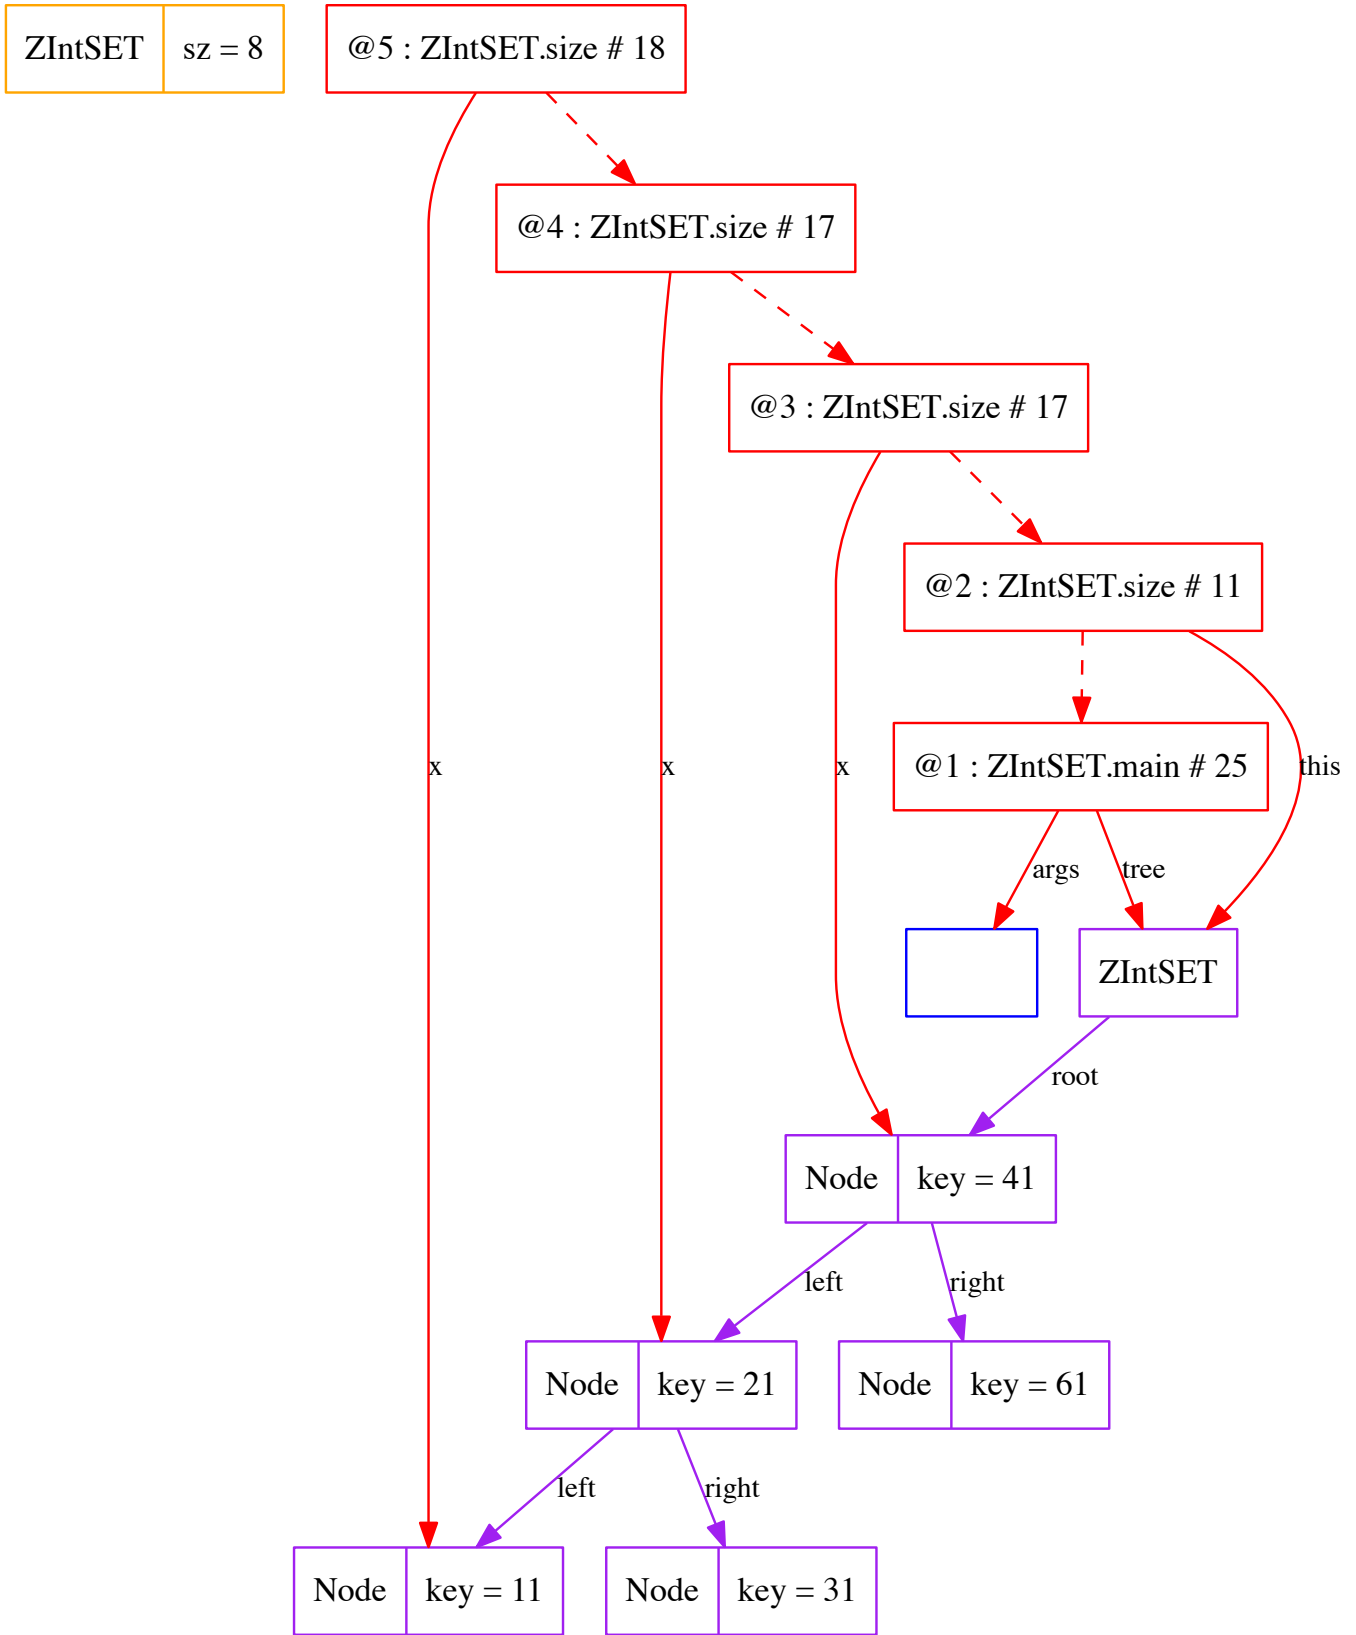 ZIntSET sz = 8 @5 : ZIntSET.size # 18
@4 : ZIntSET.size # 17
@3 : ZIntSET.size # 17
@2 : ZIntSET.size # 11
x x x @1 : ZIntSET.main # 25 this
args tree
ZIntSET
root
Node key = 41
left right
Node key = 21 Node key = 61
left right
Node key = 11 Node key = 31